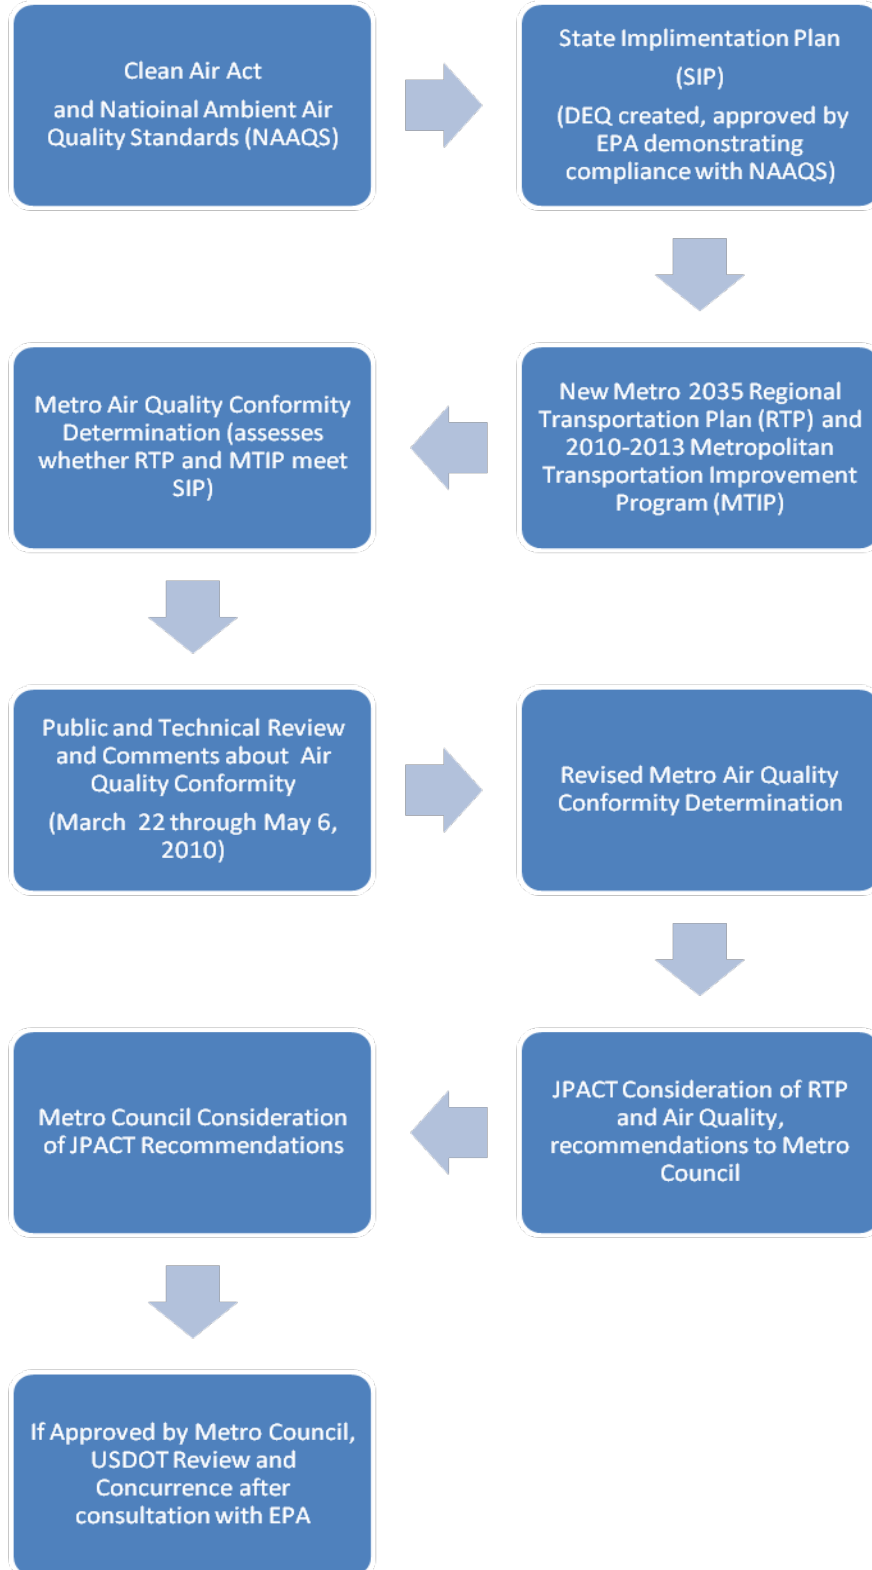 Clean Air Act
and Natioinal Ambient Air
Quality Standards (NAAQS)
State Implimentation Plan
(SIP)
(DEQ created, approved by
EPA demonstrating
compliance with NAAQS)
New Metro 2035 Regional
Transportation Plan (RTP) and
2010-2013 Metropolitan
Transportation Improvement
Program (MTIP)
Metro Air Quality Conformity
Determination (assesses
whether RTP and MTIP meet
SIP)
Public and Technical Review
and Comments about Air
Quality Conformity
(March 22 through May 6,
2010)
Revised Metro Air Quality
Conformity Determination
JPACT Consideration of RTP
and Air Quality,
recommendations to Metro
Council
Metro Council Consideration
of JPACT Recommendations
If Approved by Metro Council,
USDOT Review and
Concurrence after
consultation with EPA